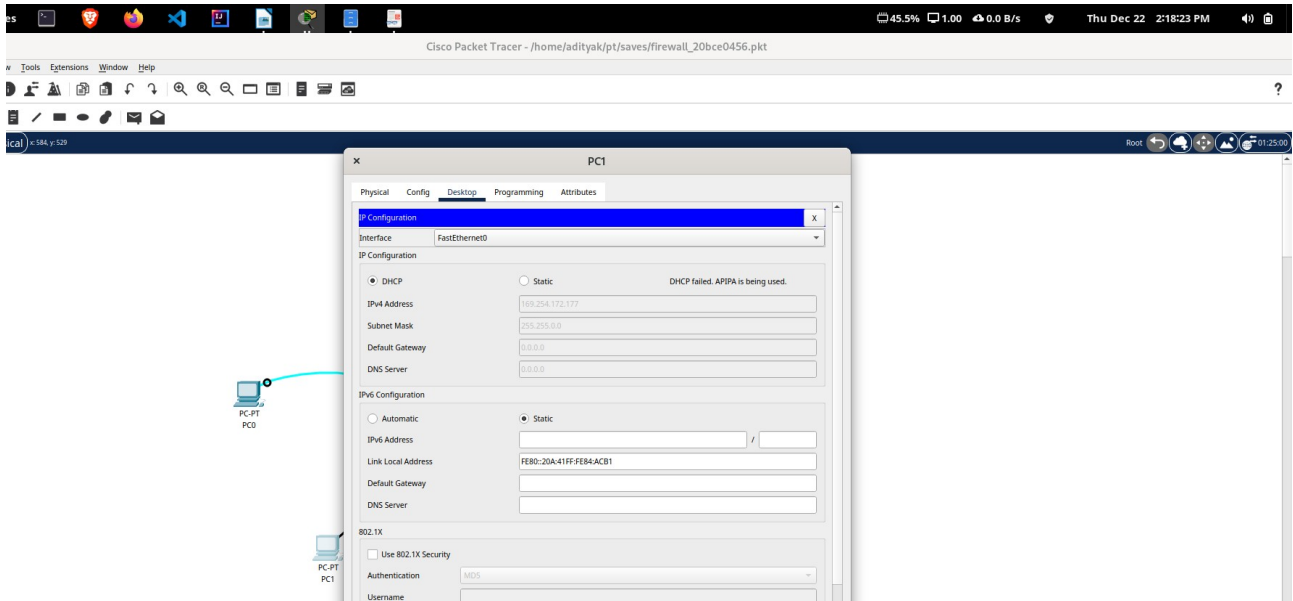 es
45.5% 1.00 0.0 B/s Thu Dec 22 2:18:23 PM
Cisco Packet Tracer - /home/adityak/pt/saves/firewall_20bce0456.pkt
w Tools Extensions Window Help
?
ical x: 584, y: 529 Root 01:25:00
× PC1
Physical Config Desktop Programming Attributes
IP Configuration X
Interface FastEthernet0
IP Configuration
DHCP Static DHCP failed. APIPA is being used.
IPv4 Address 169.254.172.177
Subnet Mask 255.255.0.0
Default Gateway 0.0.0.0
DNS Server 0.0.0.0
IPv6 Configuration
Automatic Static
IPv6 Address /
Link Local Address FE80::20A:41FF:FE84:ACB1
Default Gateway
DNS Server
802.1X
Use 802.1X Security
Authentication MD5
Username
PC-PT
PC0
PC-PT
PC1